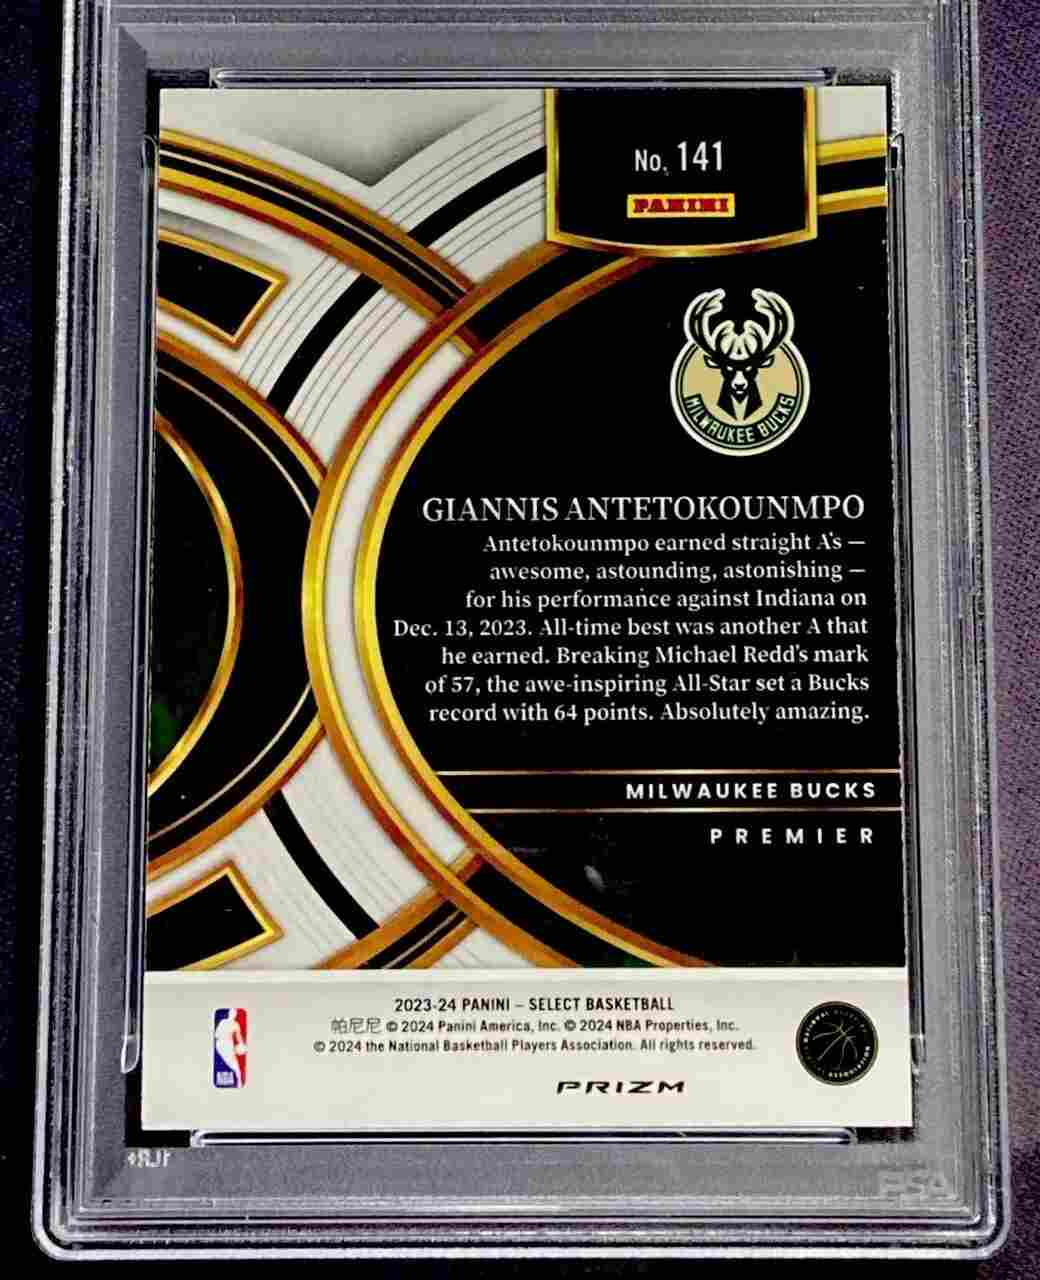 No. 141
PANINI
MILWAUKEE BUCKS
GIANNIS ANTETOKOUNMPO
Antetokounmpo earned straight A's —
awesome, astounding, astonishing —
for his performance against Indiana on
Dec. 13, 2023. All-time best was another A that
he earned. Breaking Michael Redd's mark
of 57, the awe-inspiring All-Star set a Bucks
record with 64 points. Absolutely amazing.
MILWAUKEE BUCKS
PREMIER
2023-24 PANINI – SELECT BASKETBALL
帕尼尼 © 2024 Panini America, Inc. © 2024 NBA Properties, Inc.
© 2024 the National Basketball Players Association. All rights reserved.
NBA
PRIZM
PSA